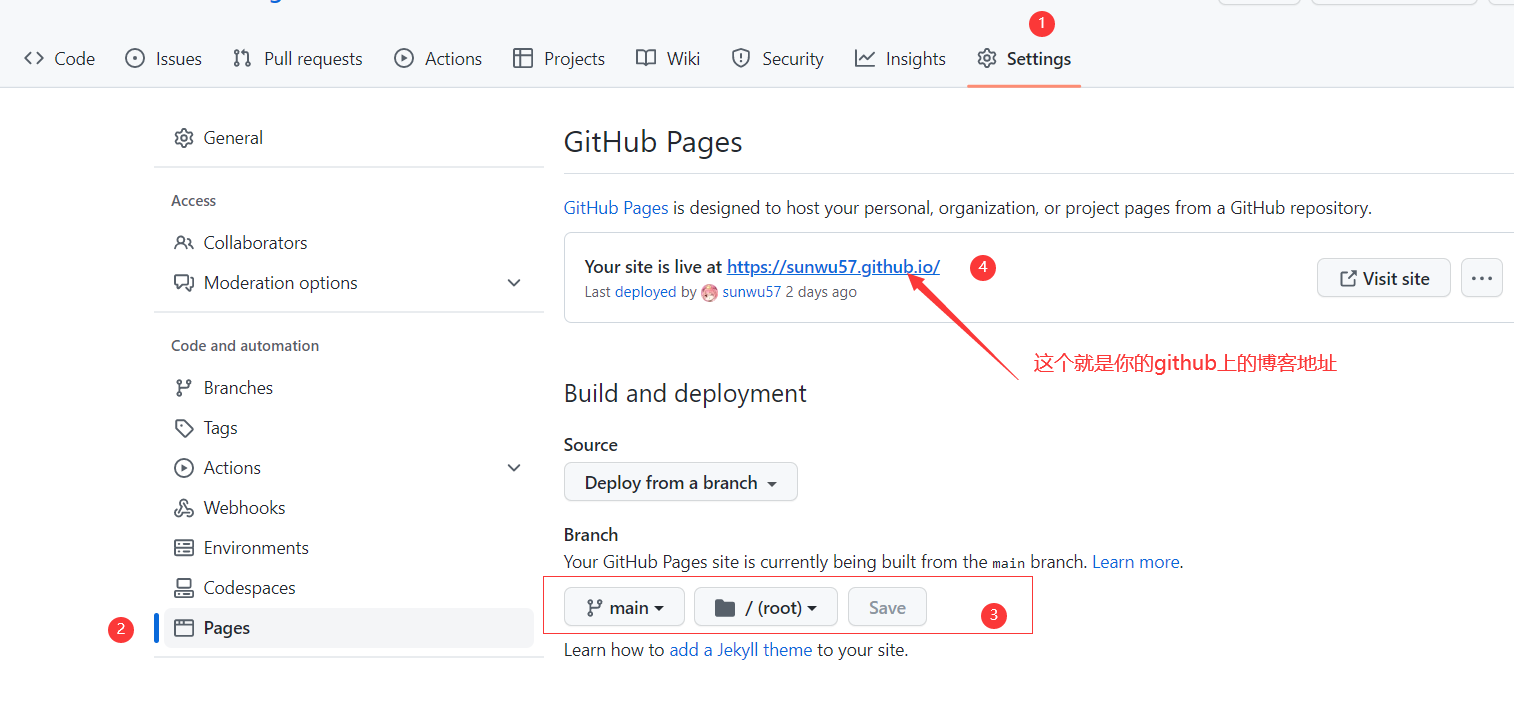 1
Code Issues Pull requests Actions Projects Wiki Security Insights Settings
General
Access
Collaborators
Moderation options
Code and automation
Branches
Tags
Actions
Webhooks
Environments
Codespaces
2 Pages
GitHub Pages
GitHub Pages is designed to host your personal, organization, or project pages from a GitHub repository.
Your site is live at https://sunwu57.github.io/ 4
Last deployed by sunwu57 2 days ago
Visit site
这个就是你的github上的博客地址
Build and deployment
Source
Deploy from a branch
Branch
Your GitHub Pages site is currently being built from the main branch. Learn more.
main / (root) Save 3
Learn how to add a Jekyll theme to your site.